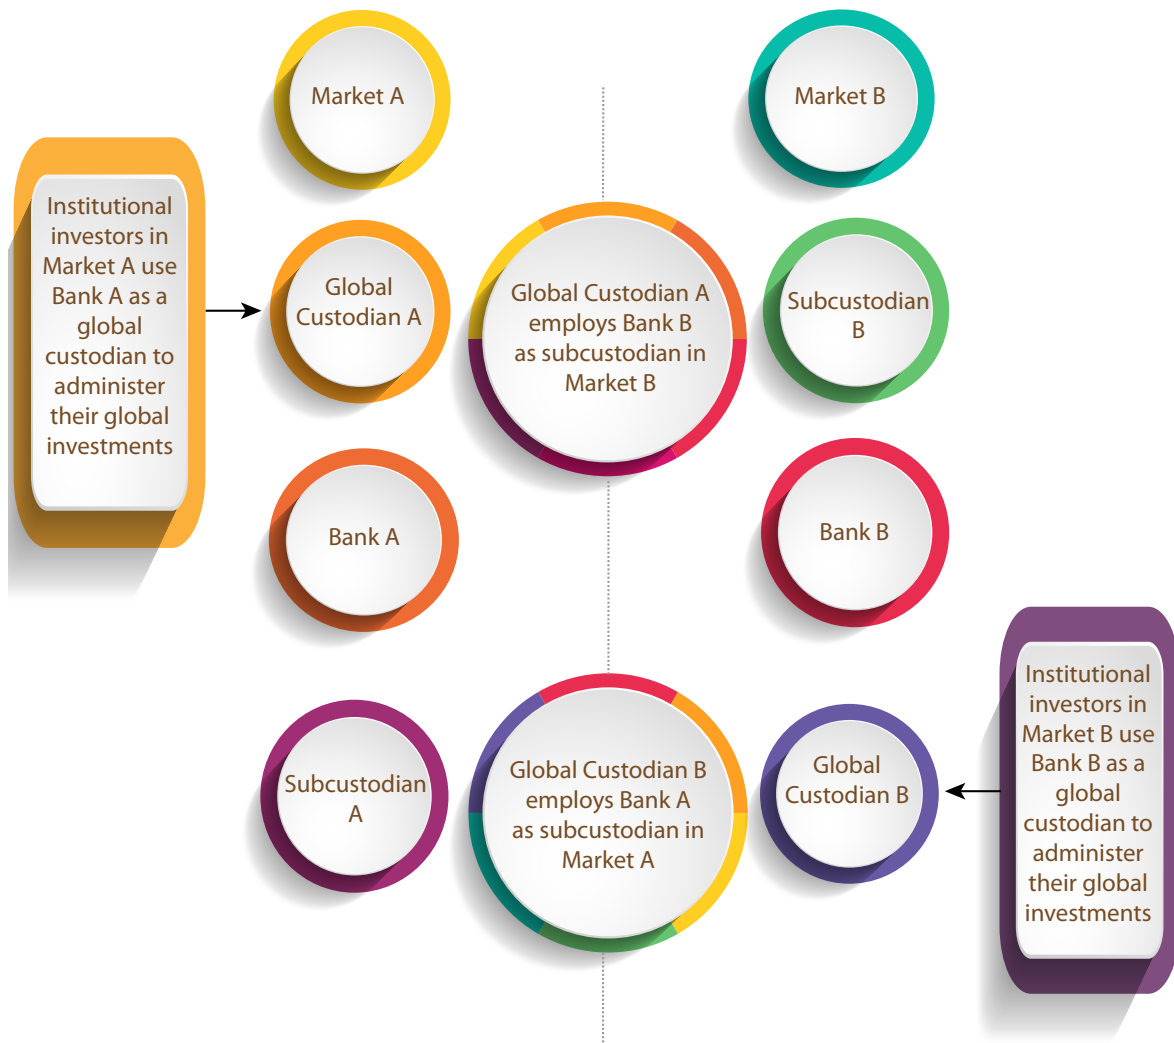 Market A
Market B
Institutional
investors in
Market A use
Bank A as a
global
custodian to
administer
their global
investments
Global
Custodian A
Global Custodian A
employs Bank B
as subcustodian in
Market B
Subcustodian
B
Bank A
Bank B
Subcustodian
A
Global Custodian B
employs Bank A
as subcustodian in
Market A
Global
Custodian B
Institutional
investors in
Market B use
Bank B as a
global
custodian to
administer
their global
investments